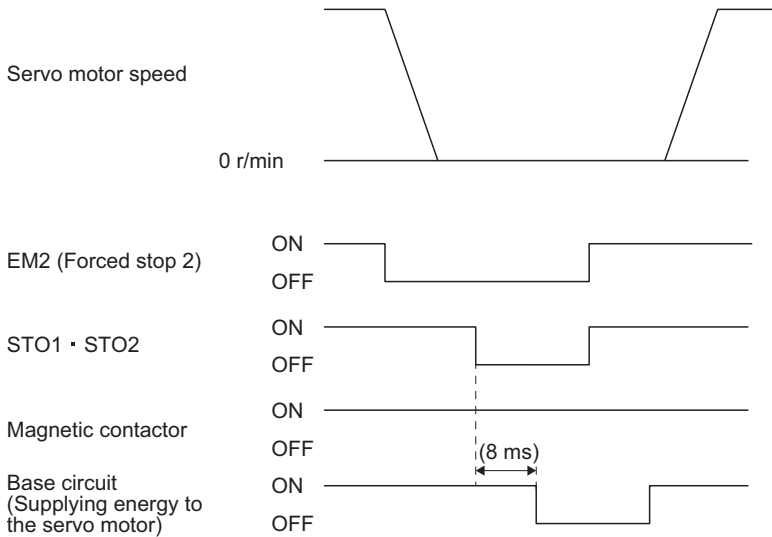 Servo motor speed
0 r/min
EM2 (Forced stop 2)
ON
OFF
STO1・STO2
ON
OFF
Magnetic contactor
ON
OFF
(8 ms)
Base circuit
(Supplying energy to
the servo motor)
ON
OFF